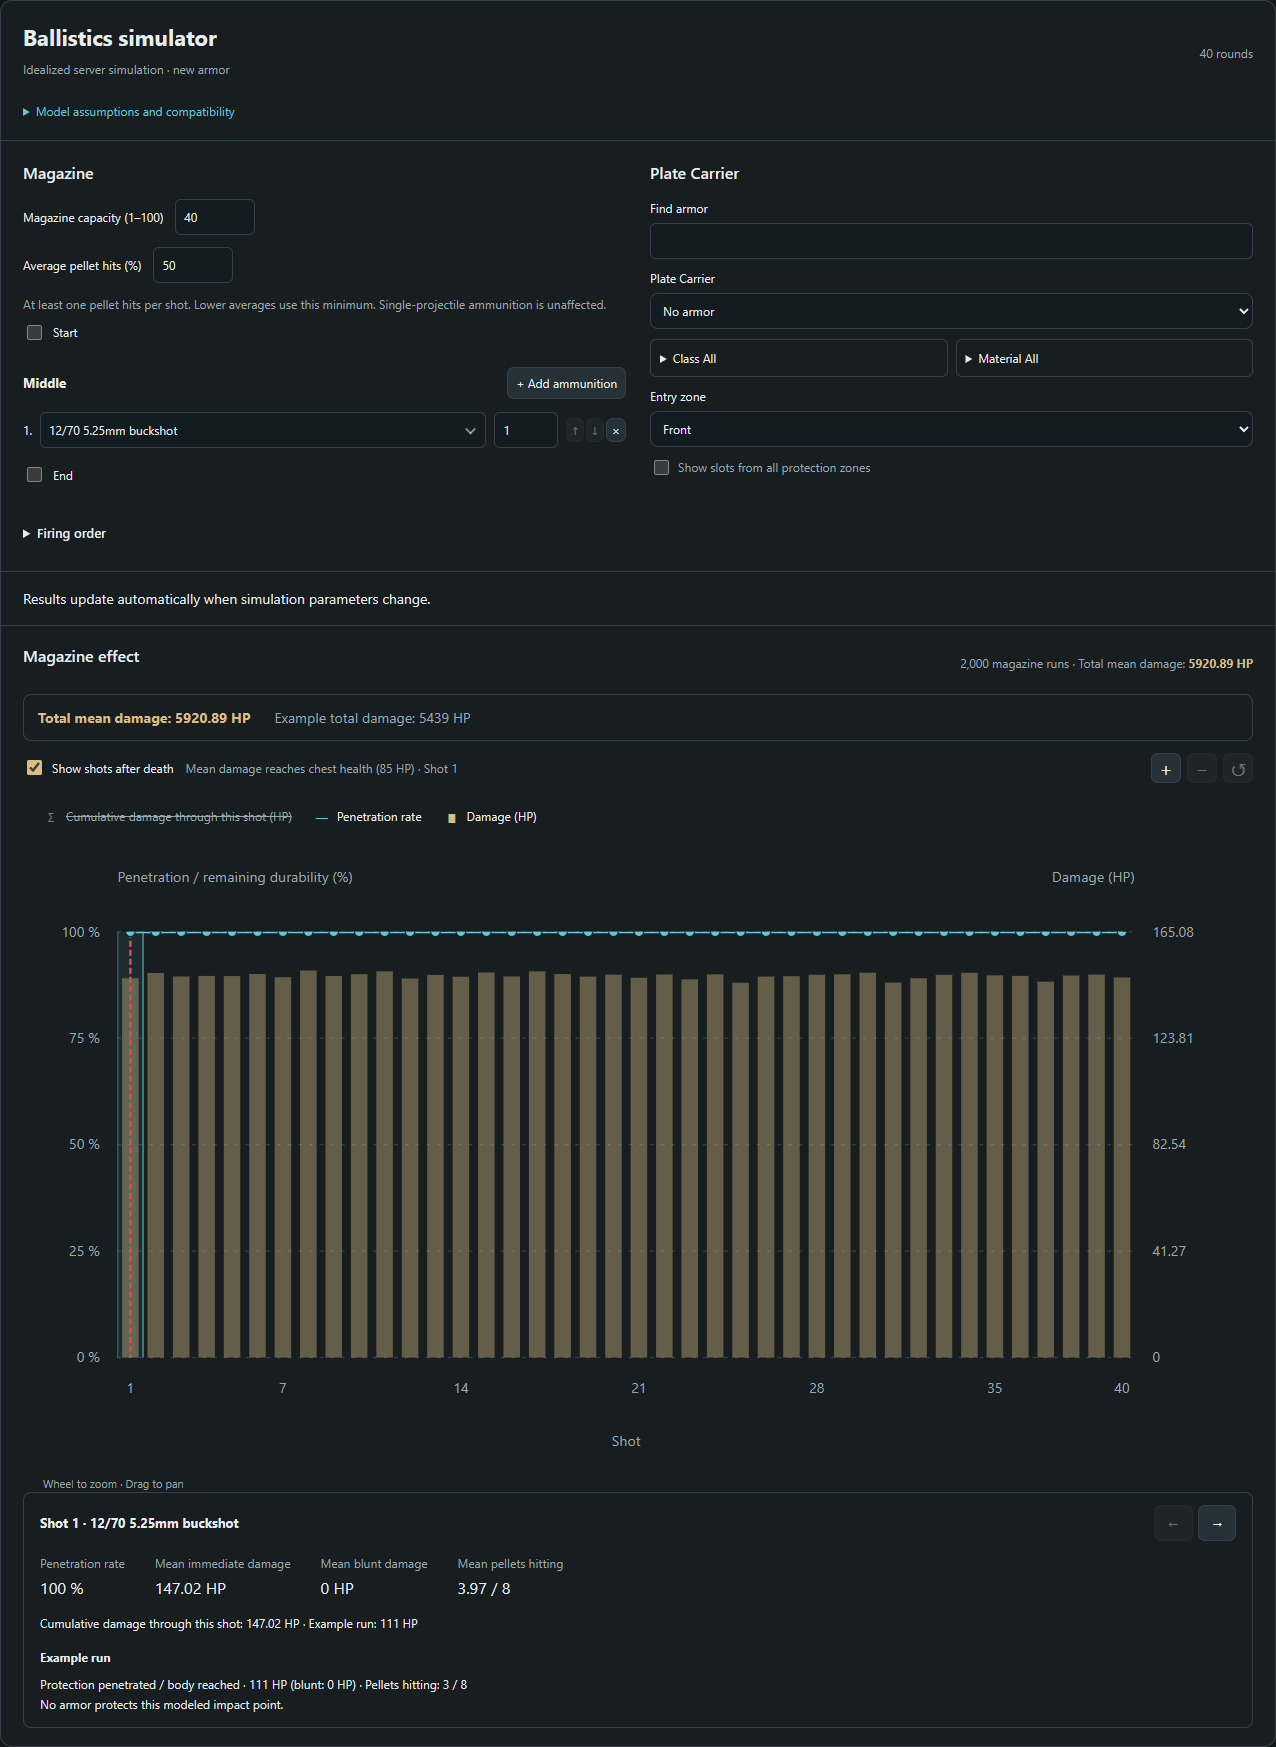 Ballistics simulator
Idealized server simulation · new armor
40 rounds
▶ Model assumptions and compatibility
Magazine
Magazine capacity (1–100) 40
Average pellet hits (%) 50
At least one pellet hits per shot. Lower averages use this minimum. Single-projectile ammunition is unaffected.
Start
Middle
+ Add ammunition
1. 12/70 5.25mm buckshot 1 ↑ ↓ ×
End
▶ Firing order
Plate Carrier
Find armor
Plate Carrier
No armor
▶ Class All
▶ Material All
Entry zone
Front
Show slots from all protection zones
Results update automatically when simulation parameters change.
Magazine effect
2,000 magazine runs · Total mean damage: 5920.89 HP
Total mean damage: 5920.89 HP Example total damage: 5439 HP
Show shots after death Mean damage reaches chest health (85 HP) · Shot 1
+ − ↺
Σ Cumulative damage through this shot (HP) Penetration rate Damage (HP)
Penetration / remaining durability (%) Damage (HP)
100 % 165.08
75 % 123.81
50 % 82.54
25 % 41.27
0 % 0
1 7 14 21 28 35 40
Shot
Wheel to zoom · Drag to pan
Shot 1 · 12/70 5.25mm buckshot
← →
Penetration rate Mean immediate damage Mean blunt damage Mean pellets hitting
100 % 147.02 HP 0 HP 3.97 / 8
Cumulative damage through this shot: 147.02 HP · Example run: 111 HP
Example run
Protection penetrated / body reached · 111 HP (blunt: 0 HP) · Pellets hitting: 3 / 8
No armor protects this modeled impact point.